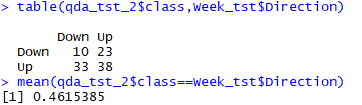 > table(qda_tst_2$class,Week_tst$Direction)
Down Up
Down 10 23
Up 33 38
> mean(qda_tst_2$class==Week_tst$Direction)
[1] 0.4615385